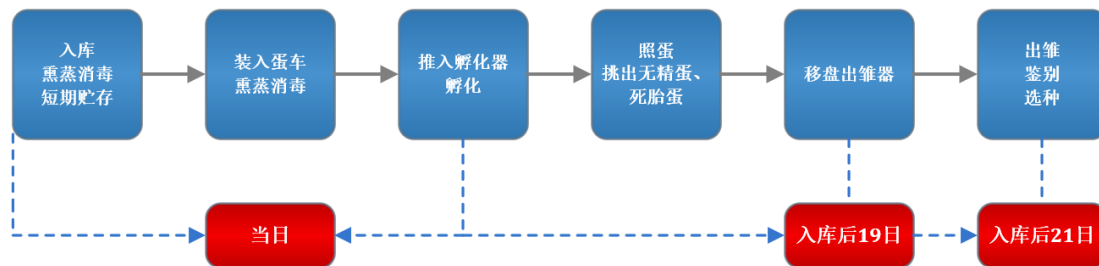 入库
熏蒸消毒
短期贮存
装入蛋车
熏蒸消毒
推入孵化器
孵化
照蛋
挑出无精蛋、
死胎蛋
移盘出雏器
出雏
鉴别
选种
当日
入库后19日
入库后21日